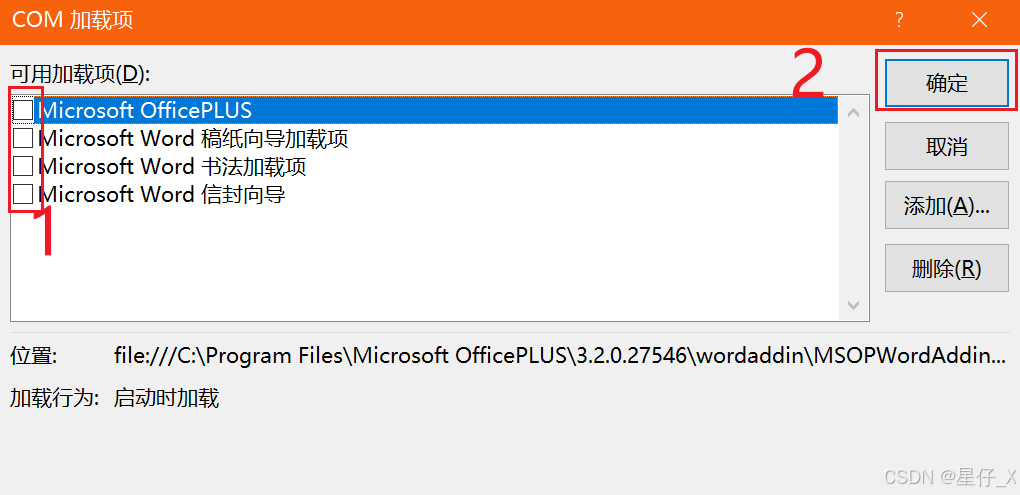 COM 加载项
?
可用加载项(D):
2
确定
Microsoft OfficePLUS
Microsoft Word 稿纸向导加载项
取消
Microsoft Word 书法加载项
Microsoft Word 信封向导
添加(A)...
1
删除(R)
位置: file:///C:\Program Files\Microsoft OfficePLUS\3.2.0.27546\wordaddin\MSOPWordAddin...
加载行为: 启动时加载
CSDN @星仔_X